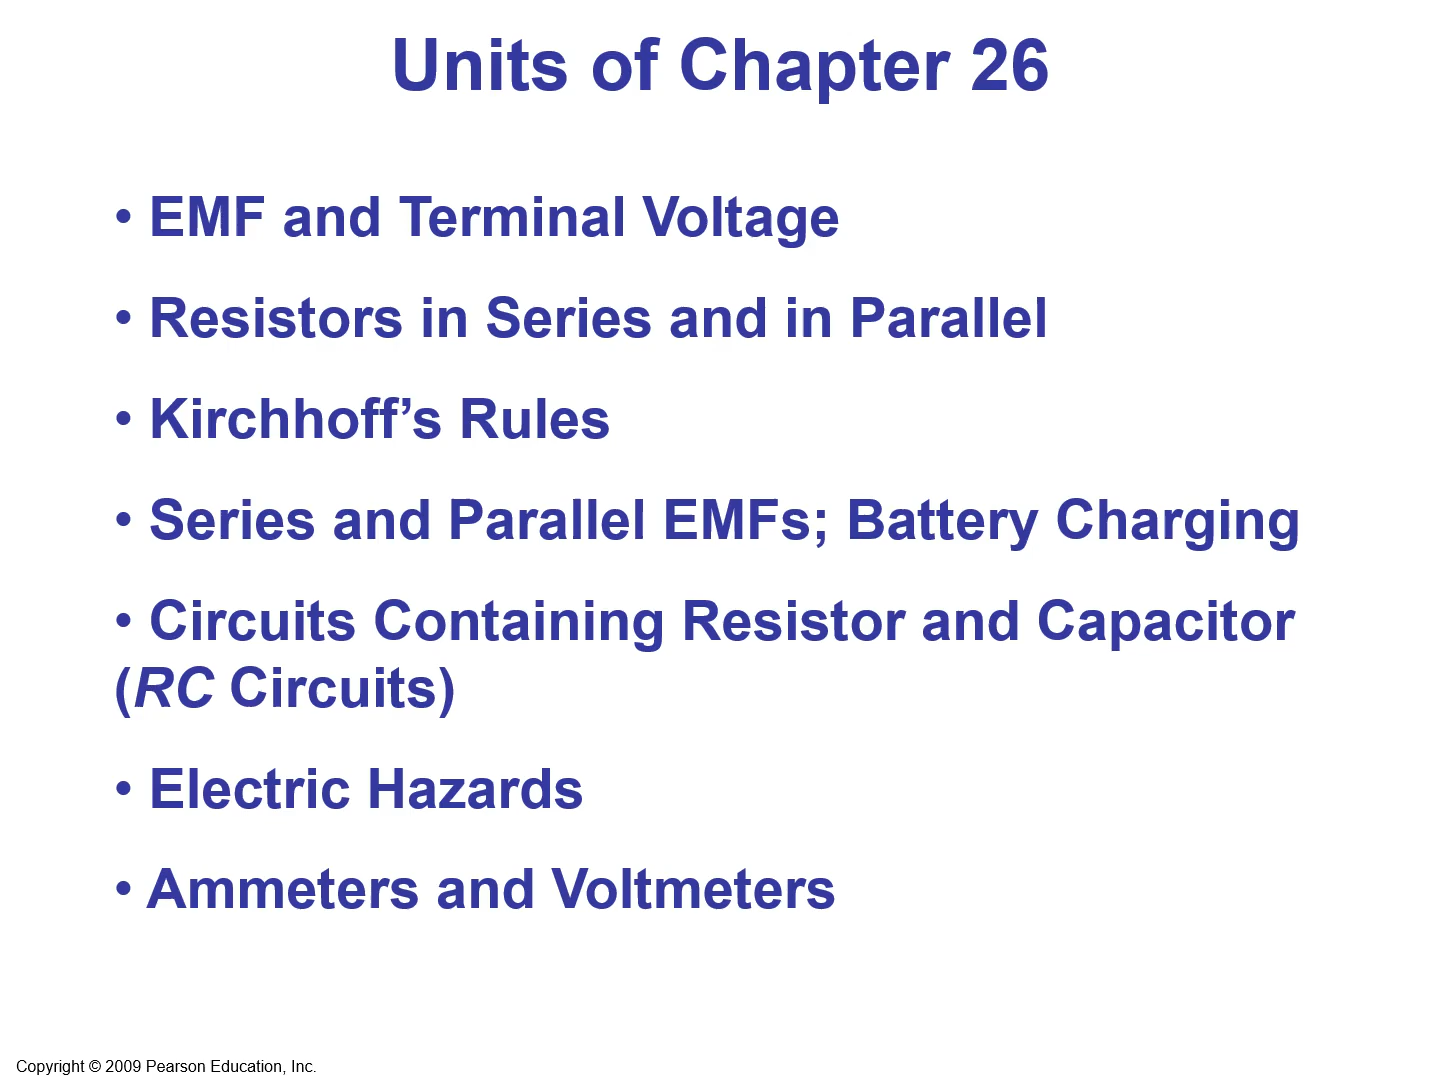 Units of Chapter 26
• EMF and Terminal Voltage
• Resistors in Series and in Parallel
• Kirchhoff’s Rules
• Series and Parallel EMFs; Battery Charging
• Circuits Containing Resistor and Capacitor
(RC Circuits)
• Electric Hazards
• Ammeters and Voltmeters
Copyright © 2009 Pearson Education, Inc.